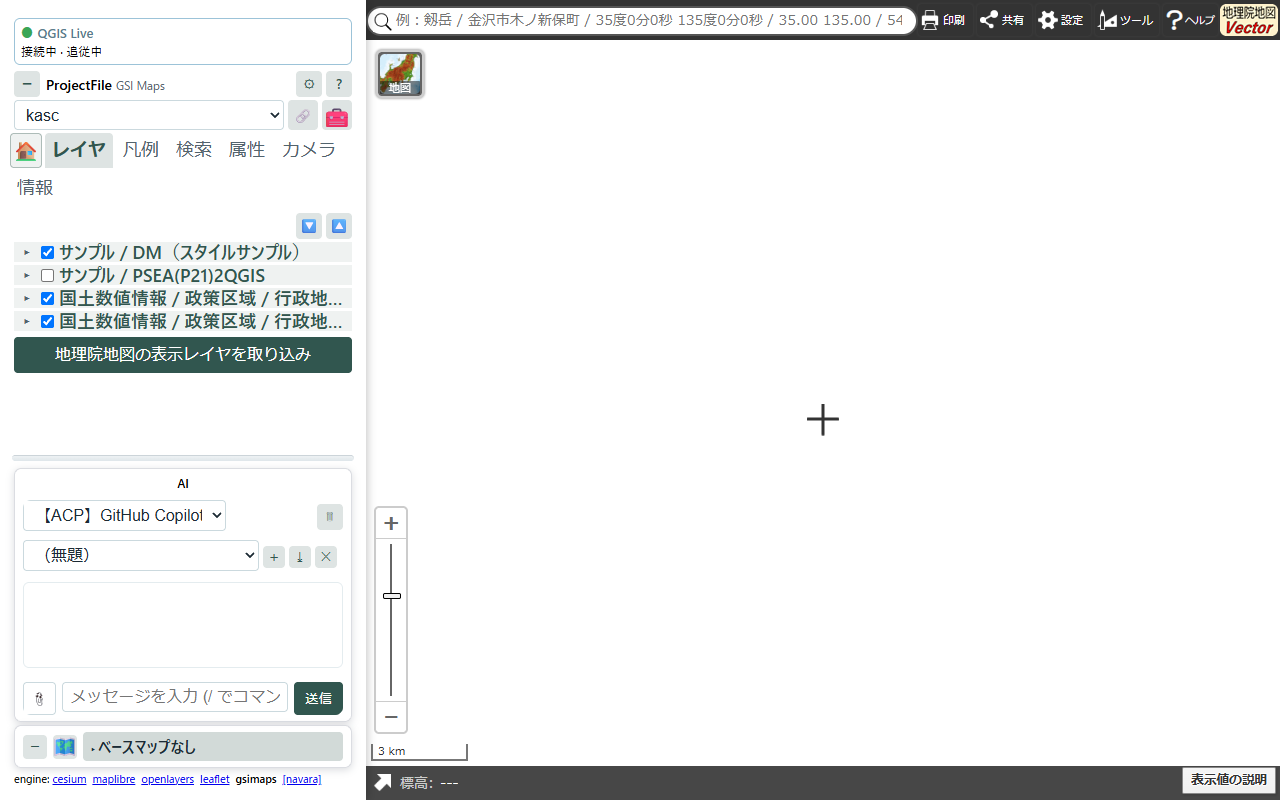 QGIS Live
接続中 · 追従中
− ProjectFile GSI Maps ?
kasc
レイヤ 凡例 検索 属性 カメラ
情報
サンプル / DM（スタイルサンプル）
サンプル / PSEA(P21)2QGIS
国土数値情報 / 政策区域 / 行政地...
国土数値情報 / 政策区域 / 行政地...
地理院地図の表示レイヤを取り込み
AI
【ACP】GitHub Copilot
（無題）
+ ×
メッセージを入力 (/ でコマン
送信
− ベースマップなし
engine: cesium maplibre openlayers leaflet gsimaps [navara]
例：剱岳 / 金沢市木ノ新保町 / 35度0分0秒 135度0分0秒 / 35.00 135.00 / 54
印刷 共有 設定 ツール ヘルプ
地理院地図
Vector
地図
+
−
3 km
標高: ---
表示値の説明